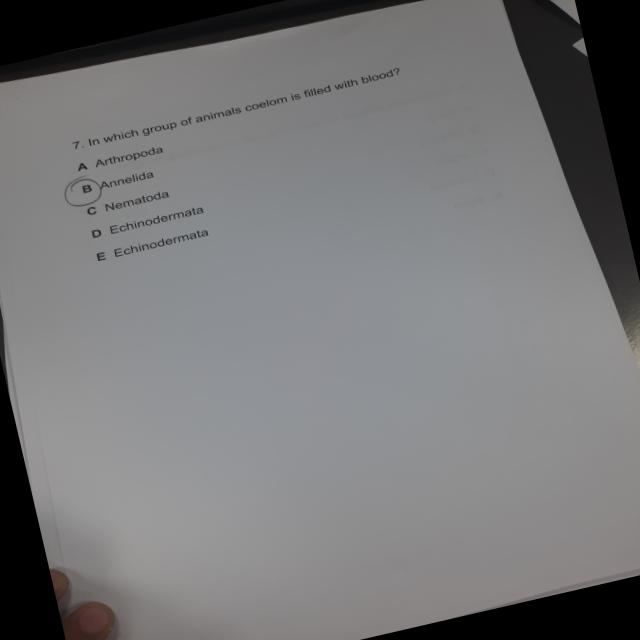 7. In which group of animals coelom is filled with blood?
A Arthropoda
B Annelida
C Nematoda
D Echinodermata
E Echinodermata